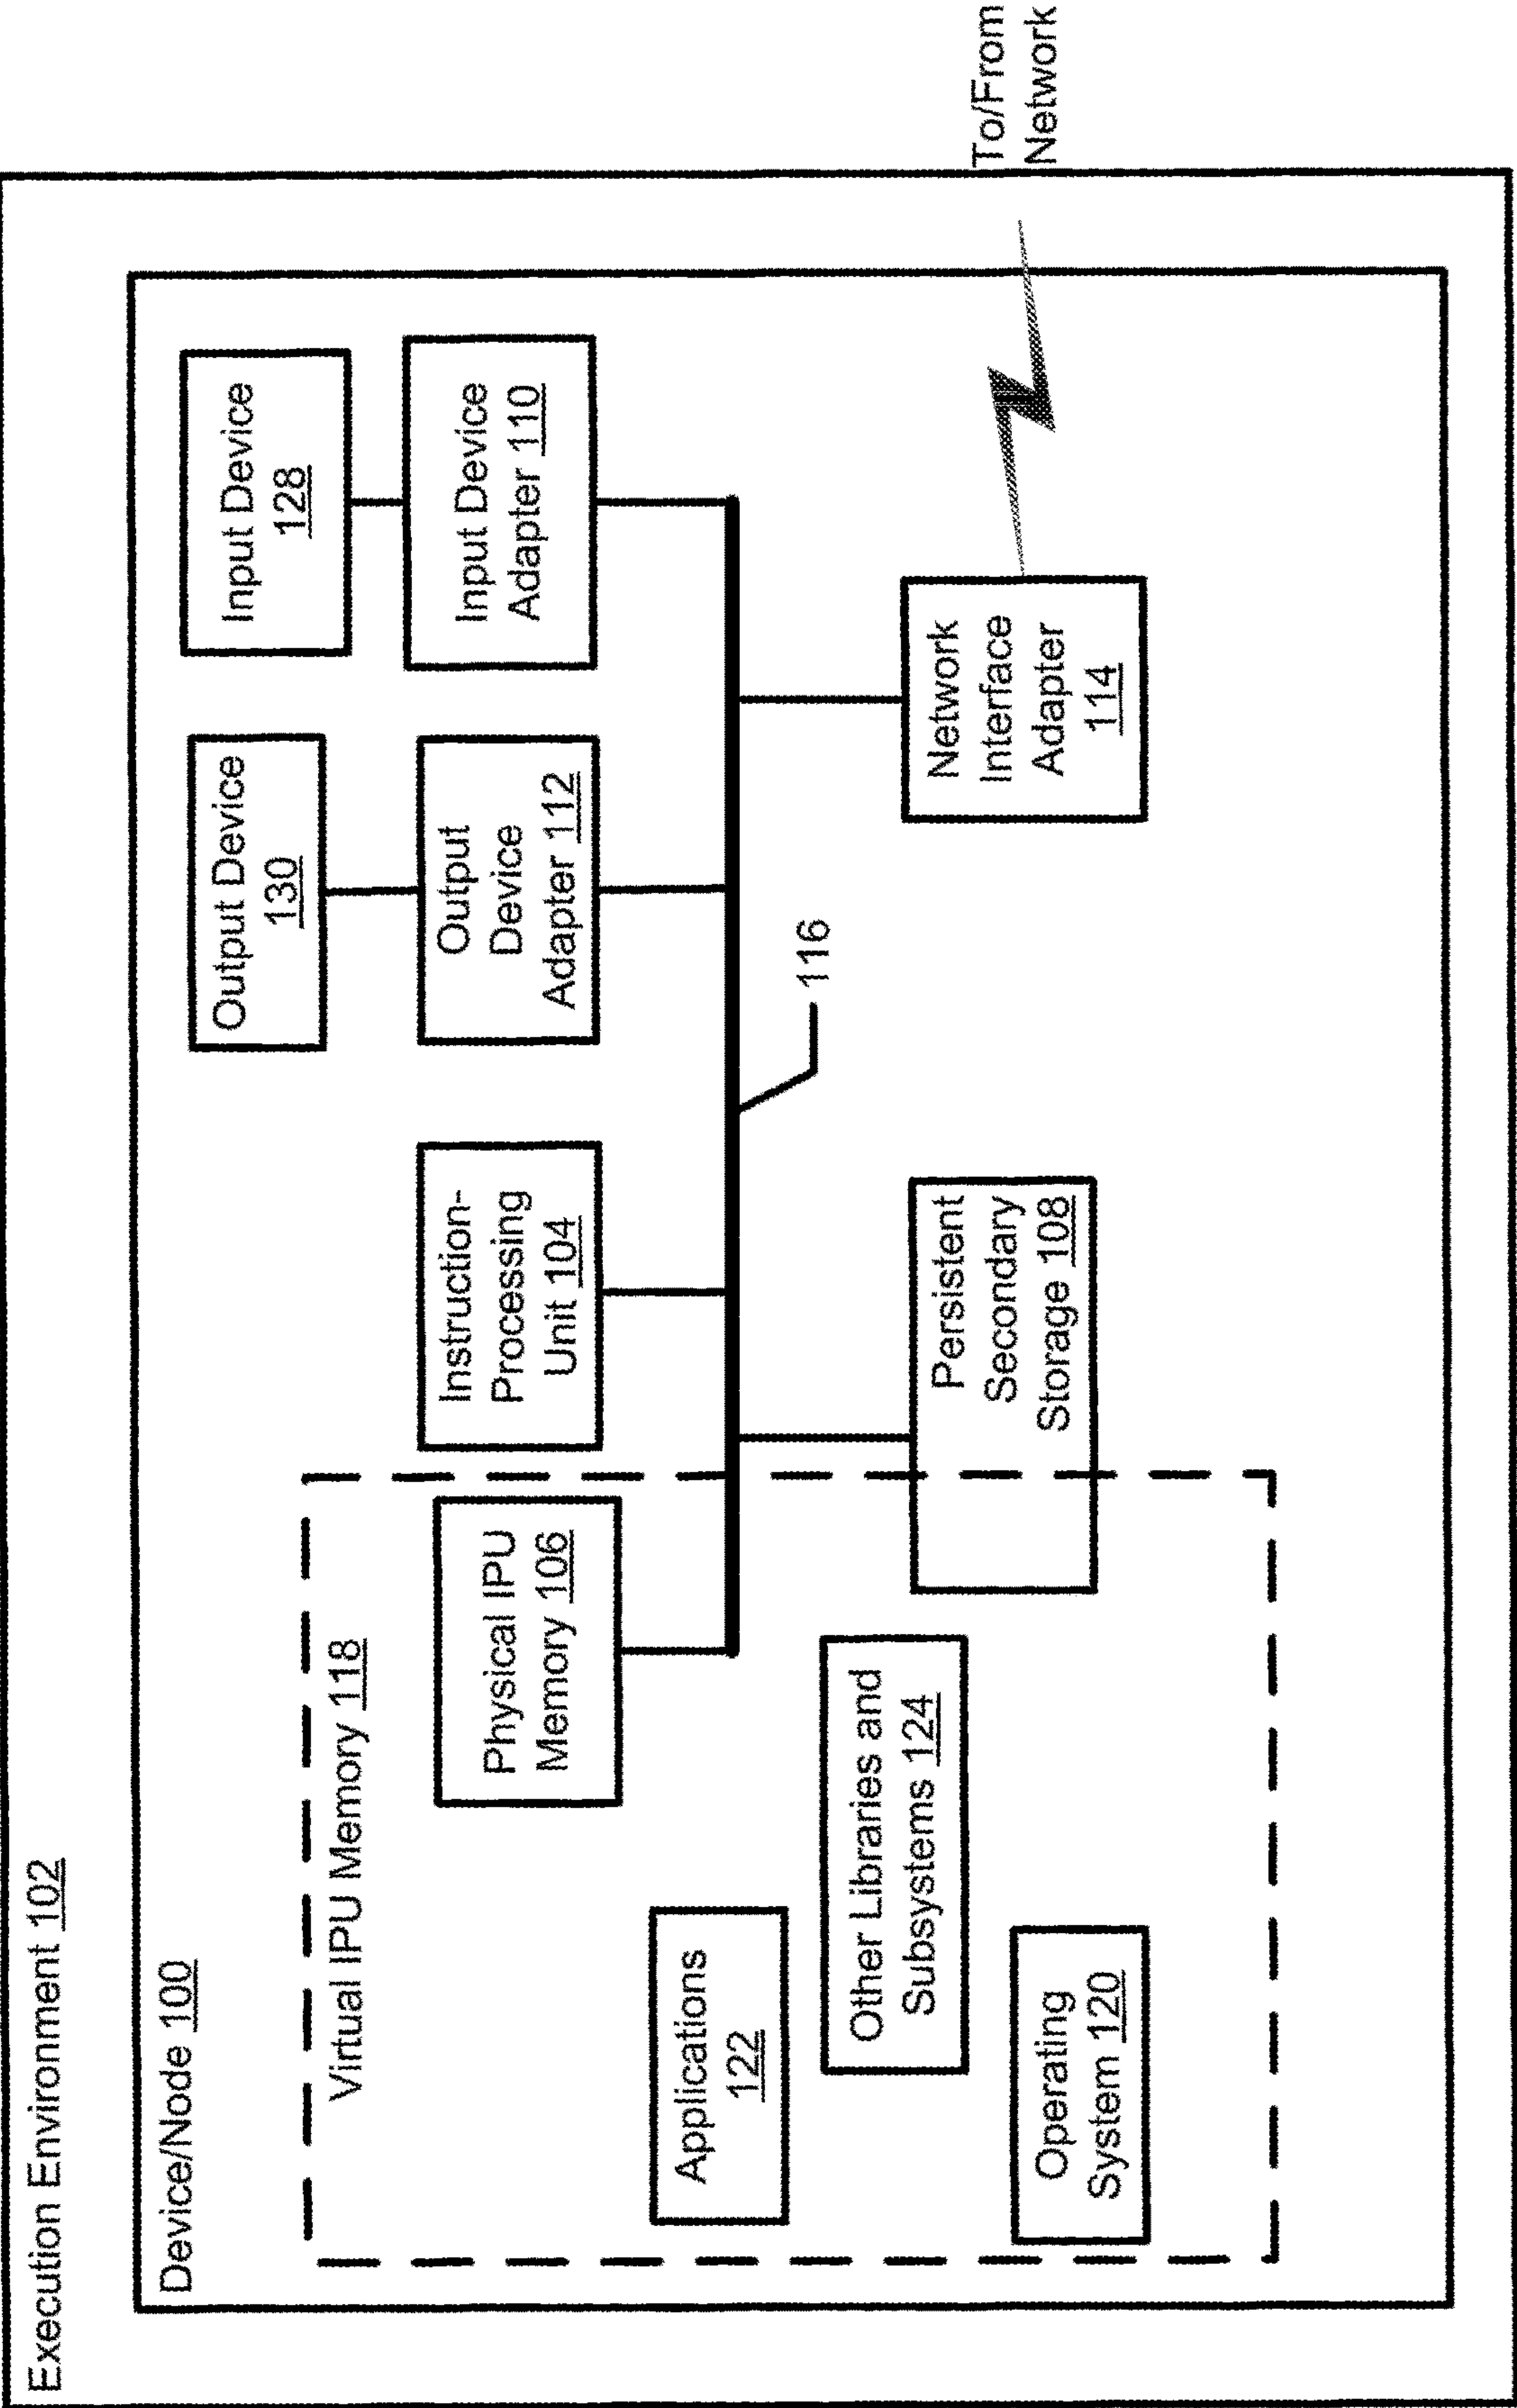 Execution Environment 102
Device/Node 100
Virtual IPU Memory 118
Physical IPU
Memory 106
Instruction-
Processing
Unit 104
Output Device
130
Output
Device
Adapter 112
Input Device
128
Input Device
Adapter 110
Applications
122
Other Libraries and
Subsystems 124
Operating
System 120
Persistent
Secondary
Storage 108
116
Network
Interface
Adapter
114
To/From
Network